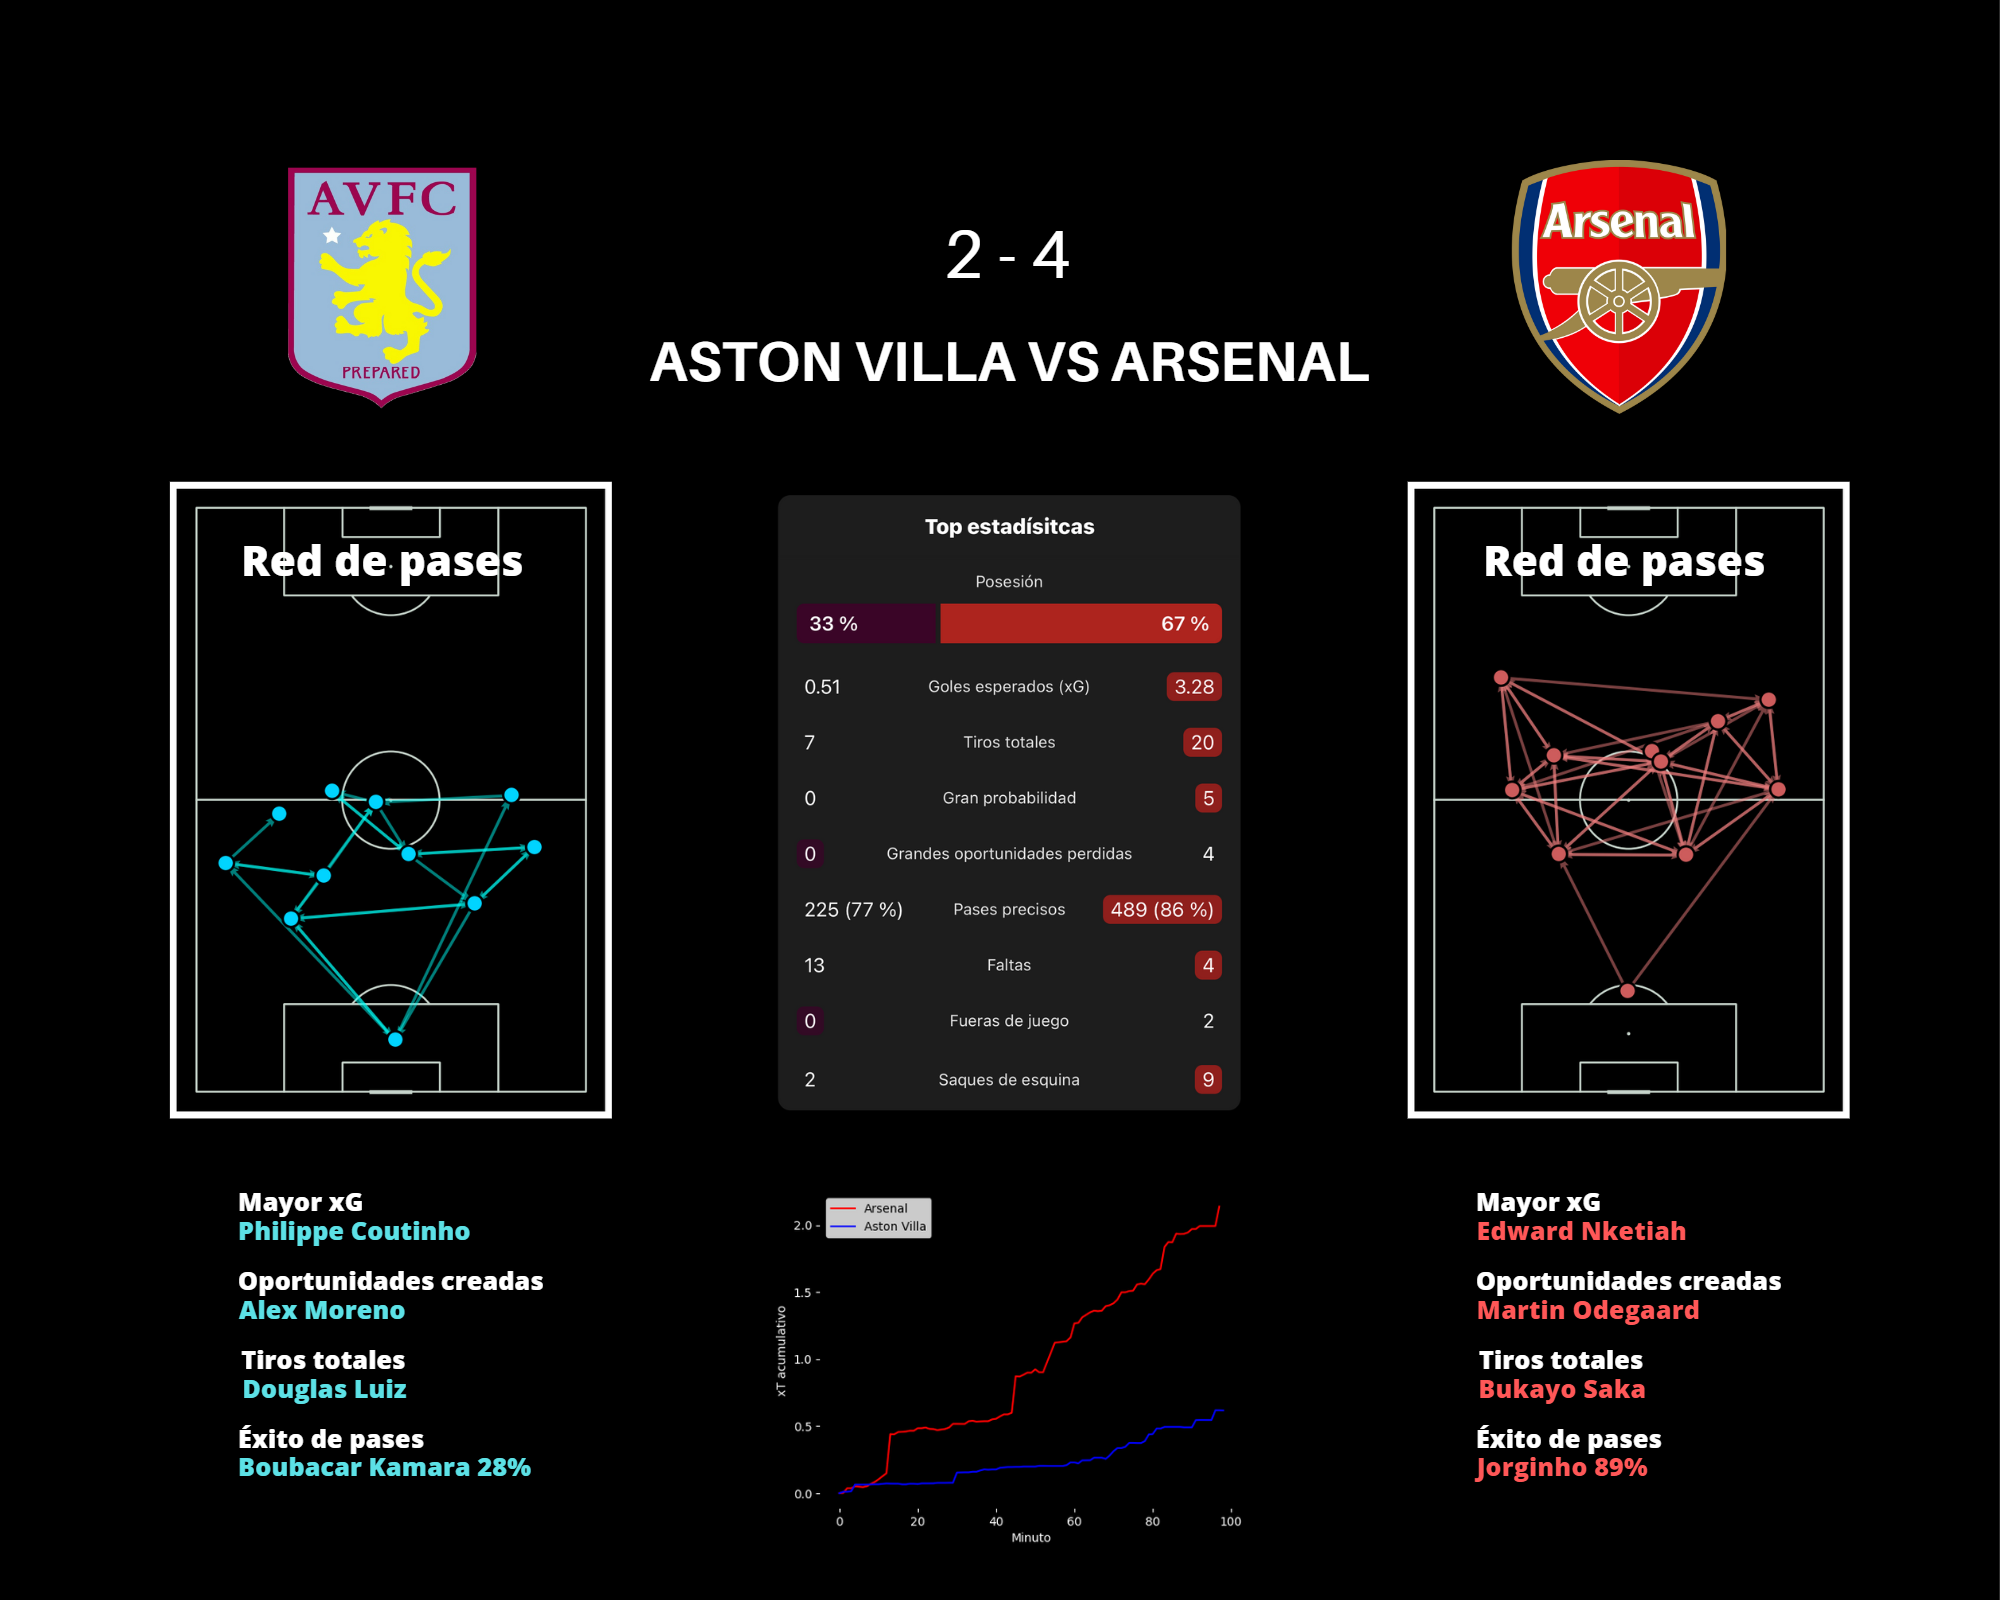 AVFC
PREPARED
Arsenal
2 - 4
ASTON VILLA VS ARSENAL
Red de pases
Top estadísitcas
Posesión
33 % 67 %
0.51 Goles esperados (xG) 3.28
7 Tiros totales 20
0 Gran probabilidad 5
0 Grandes oportunidades perdidas 4
225 (77 %) Pases precisos 489 (86 %)
13 Faltas 4
0 Fueras de juego 2
2 Saques de esquina 9
Red de pases
Mayor xG
Philippe Coutinho
Oportunidades creadas
Alex Moreno
Tiros totales
Douglas Luiz
Éxito de pases
Boubacar Kamara 28%
Arsenal
Aston Villa
xT acumulativo
2.0
1.5
1.0
0.5
0.0
0 20 40 60 80 100
Minuto
Mayor xG
Edward Nketiah
Oportunidades creadas
Martin Odegaard
Tiros totales
Bukayo Saka
Éxito de pases
Jorginho 89%